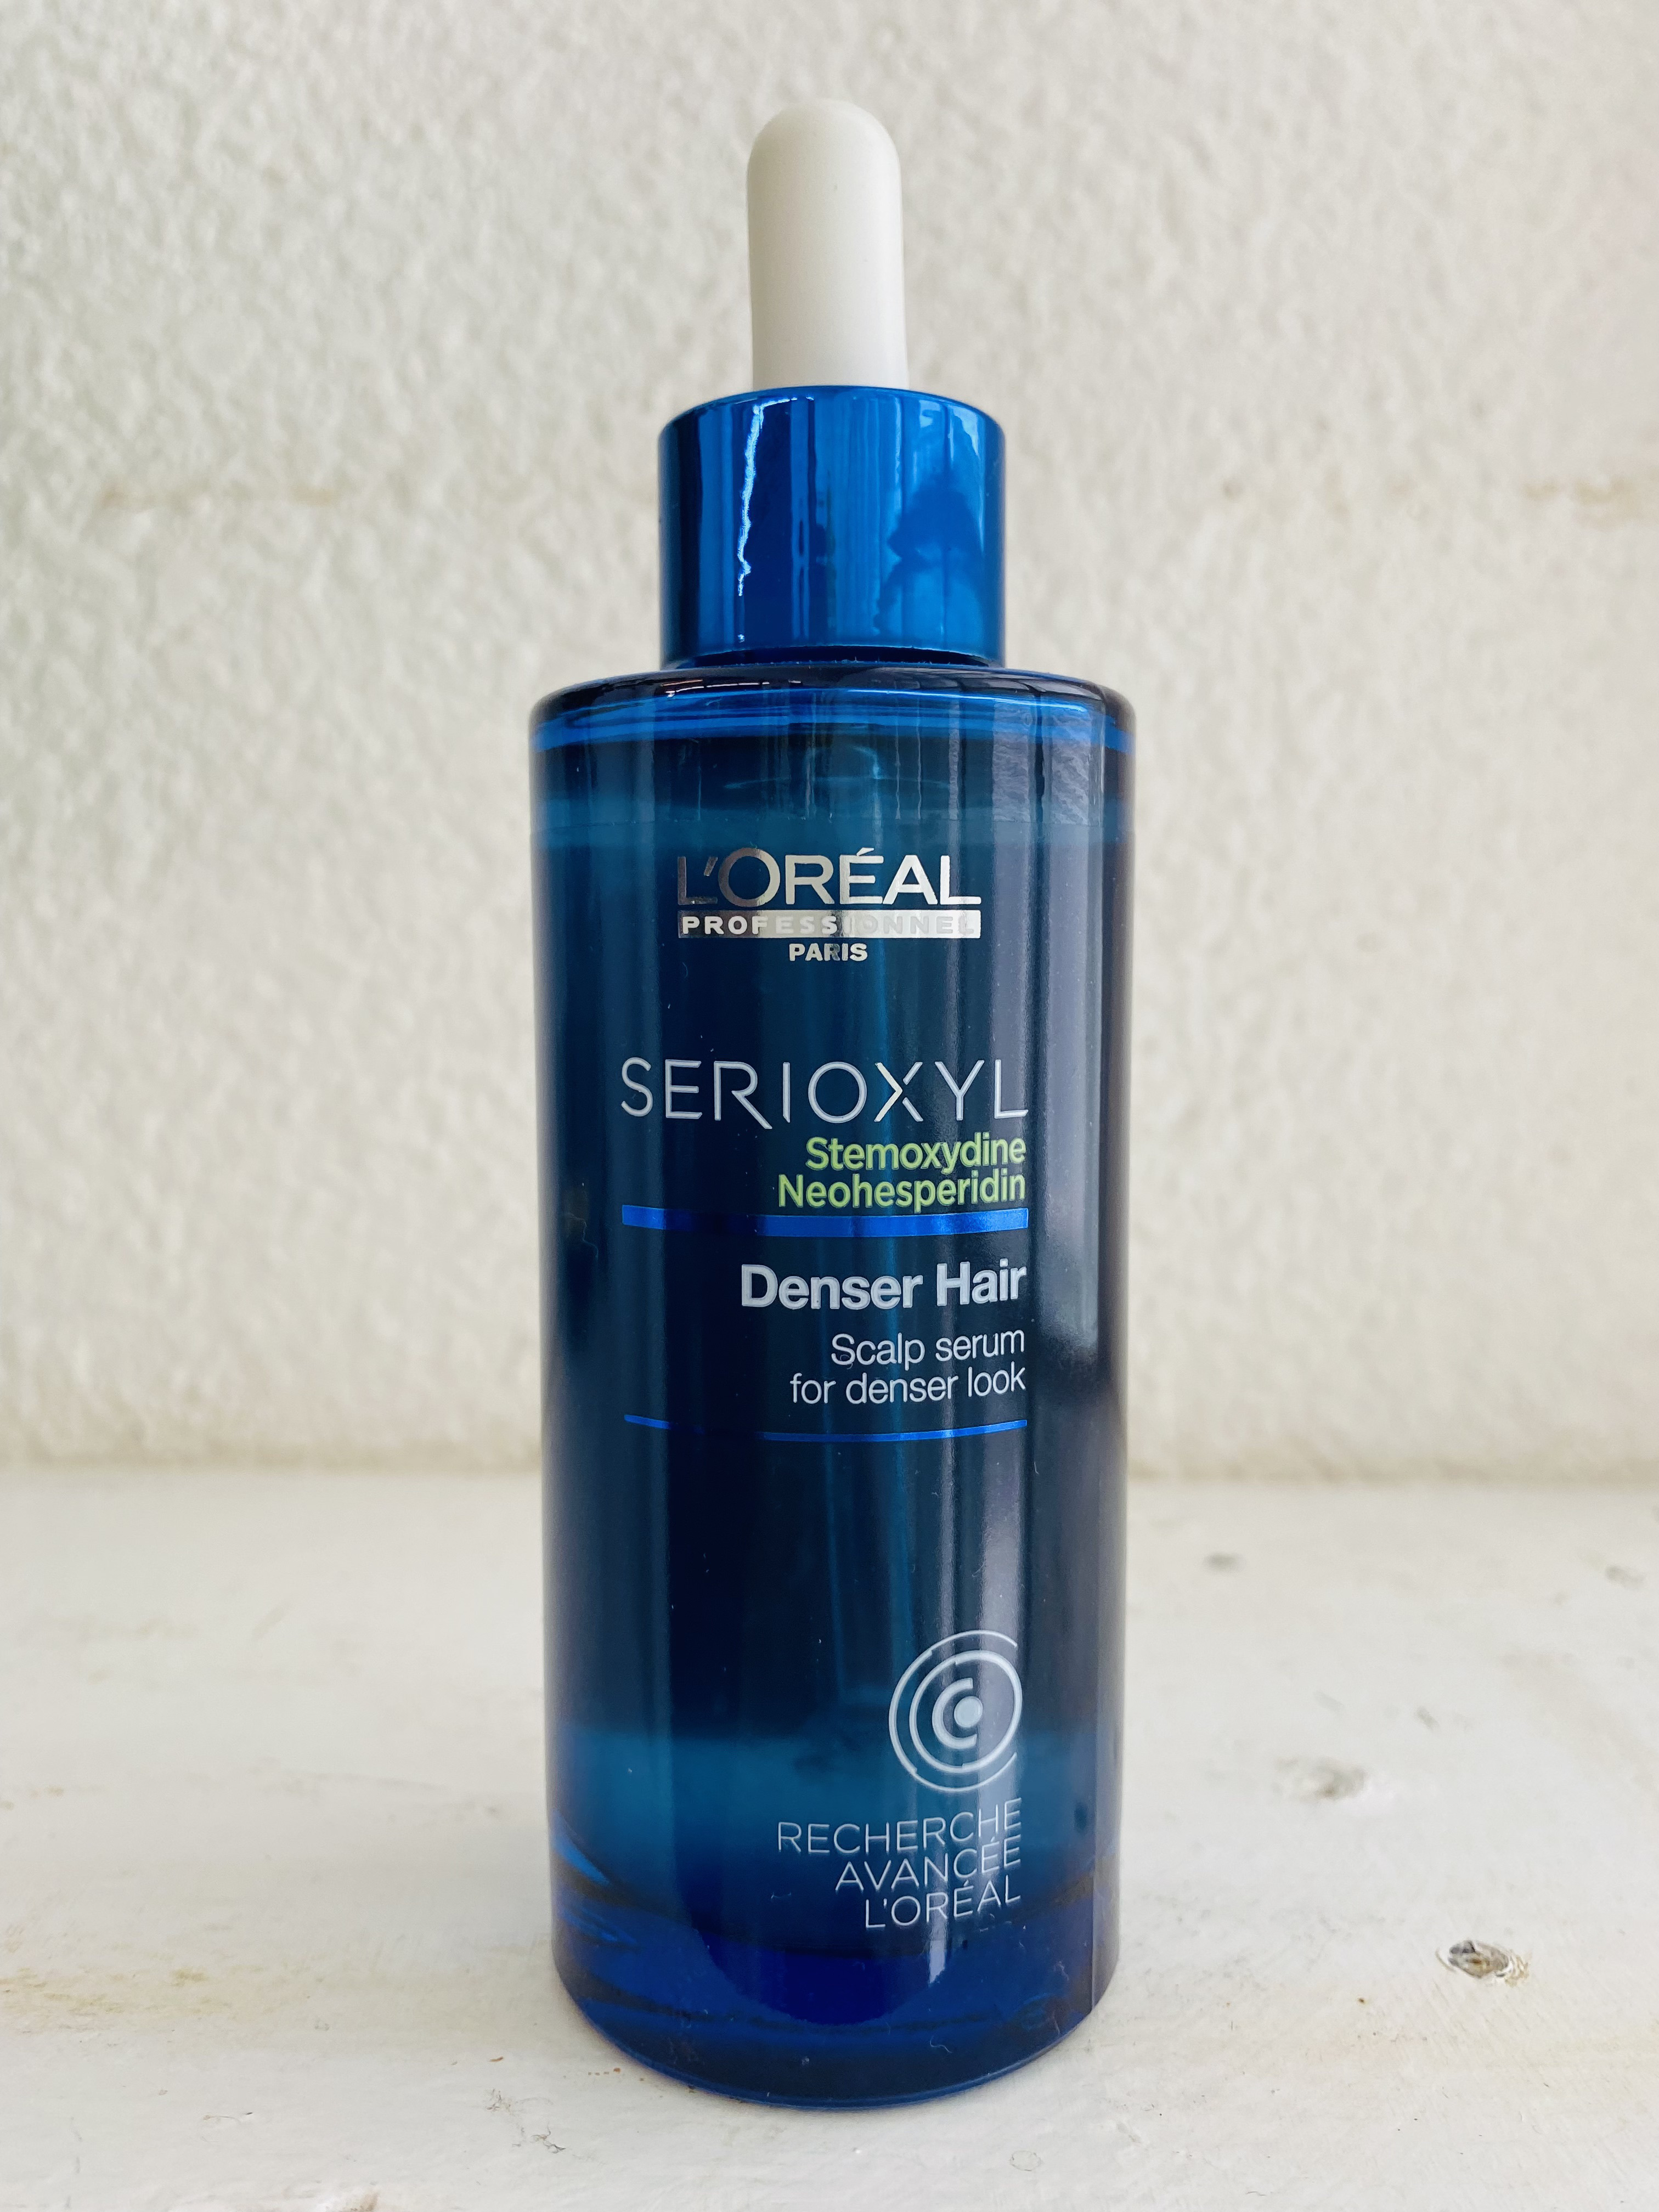 L'ORÉAL
PROFESSIONNEL
PARIS
SERIOXYL
Stemoxydine
Neohesperidin
Denser Hair
Scalp serum
for denser look
RECHERCHE
AVANCÉE
L'ORÉAL